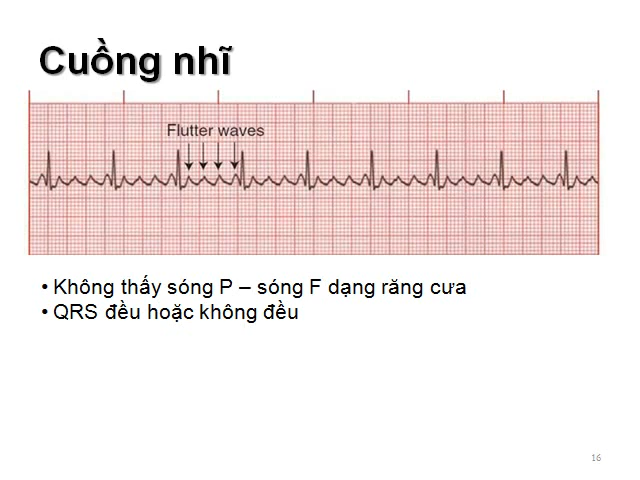 Cuồng nhĩ
Flutter waves
• Không thấy sóng P – sóng F dạng răng cưa
• QRS đều hoặc không đều
16